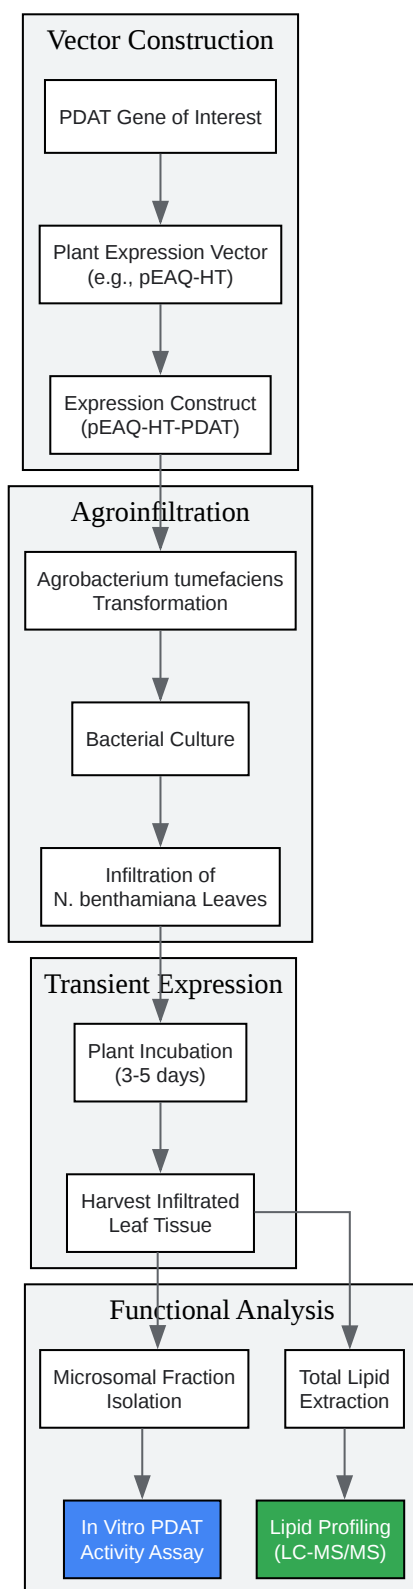 Vector Construction
PDAT Gene of Interest
Plant Expression Vector
(e.g., pEAQ-HT)
Expression Construct
(pEAQ-HT-PDAT)
Agroinfiltration
Agrobacterium tumefaciens
Transformation
Bacterial Culture
Infiltration of
N. benthamiana Leaves
Transient Expression
Plant Incubation
(3-5 days)
Harvest Infiltrated
Leaf Tissue
Functional Analysis
Microsomal Fraction
Isolation
Total Lipid
Extraction
In Vitro PDAT
Activity Assay
Lipid Profiling
(LC-MS/MS)